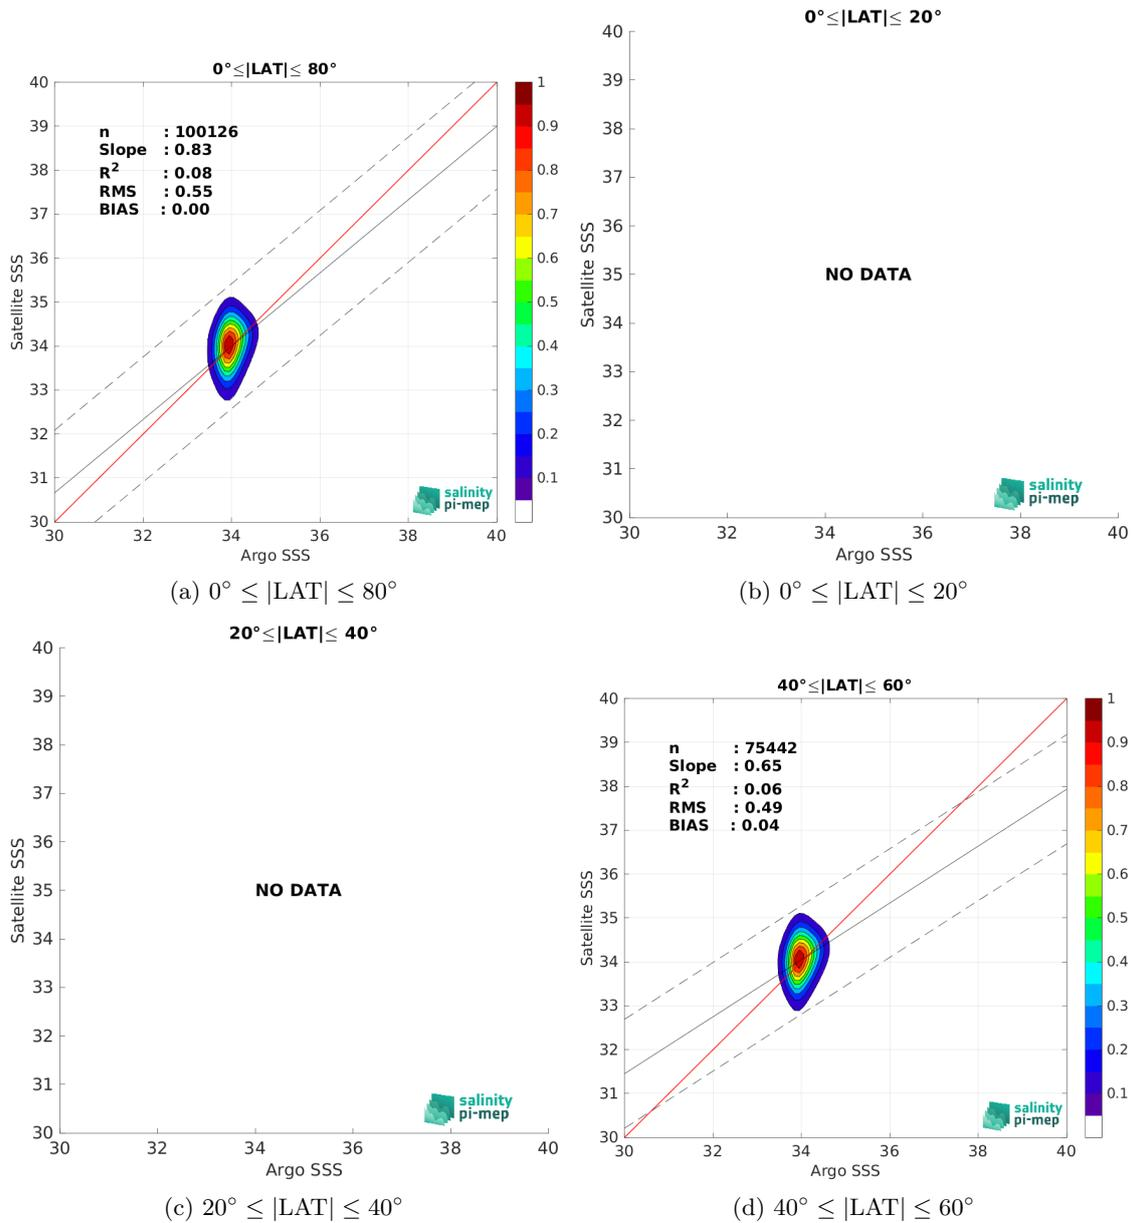 0°≤|LAT|≤ 80°
40
39
38
37
36
35
34
33
32
31
30
n : 100126
Slope : 0.83
R² : 0.08
RMS : 0.55
BIAS : 0.00
1
0.9
0.8
0.7
0.6
0.5
0.4
0.3
0.2
0.1
Satellite SSS
salinity
pi-mep
30 32 34 36 38 40
Argo SSS
(a) 0° ≤ |LAT| ≤ 80°
0°≤|LAT|≤ 20°
40
39
38
37
36
35
34
33
32
31
30
NO DATA
Satellite SSS
salinity
pi-mep
30 32 34 36 38 40
Argo SSS
(b) 0° ≤ |LAT| ≤ 20°
20°≤|LAT|≤ 40°
40
39
38
37
36
35
34
33
32
31
30
NO DATA
Satellite SSS
salinity
pi-mep
30 32 34 36 38 40
Argo SSS
(c) 20° ≤ |LAT| ≤ 40°
40°≤|LAT|≤ 60°
40
39
38
37
36
35
34
33
32
31
30
n : 75442
Slope : 0.65
R² : 0.06
RMS : 0.49
BIAS : 0.04
1
0.9
0.8
0.7
0.6
0.5
0.4
0.3
0.2
0.1
Satellite SSS
salinity
pi-mep
30 32 34 36 38 40
Argo SSS
(d) 40° ≤ |LAT| ≤ 60°